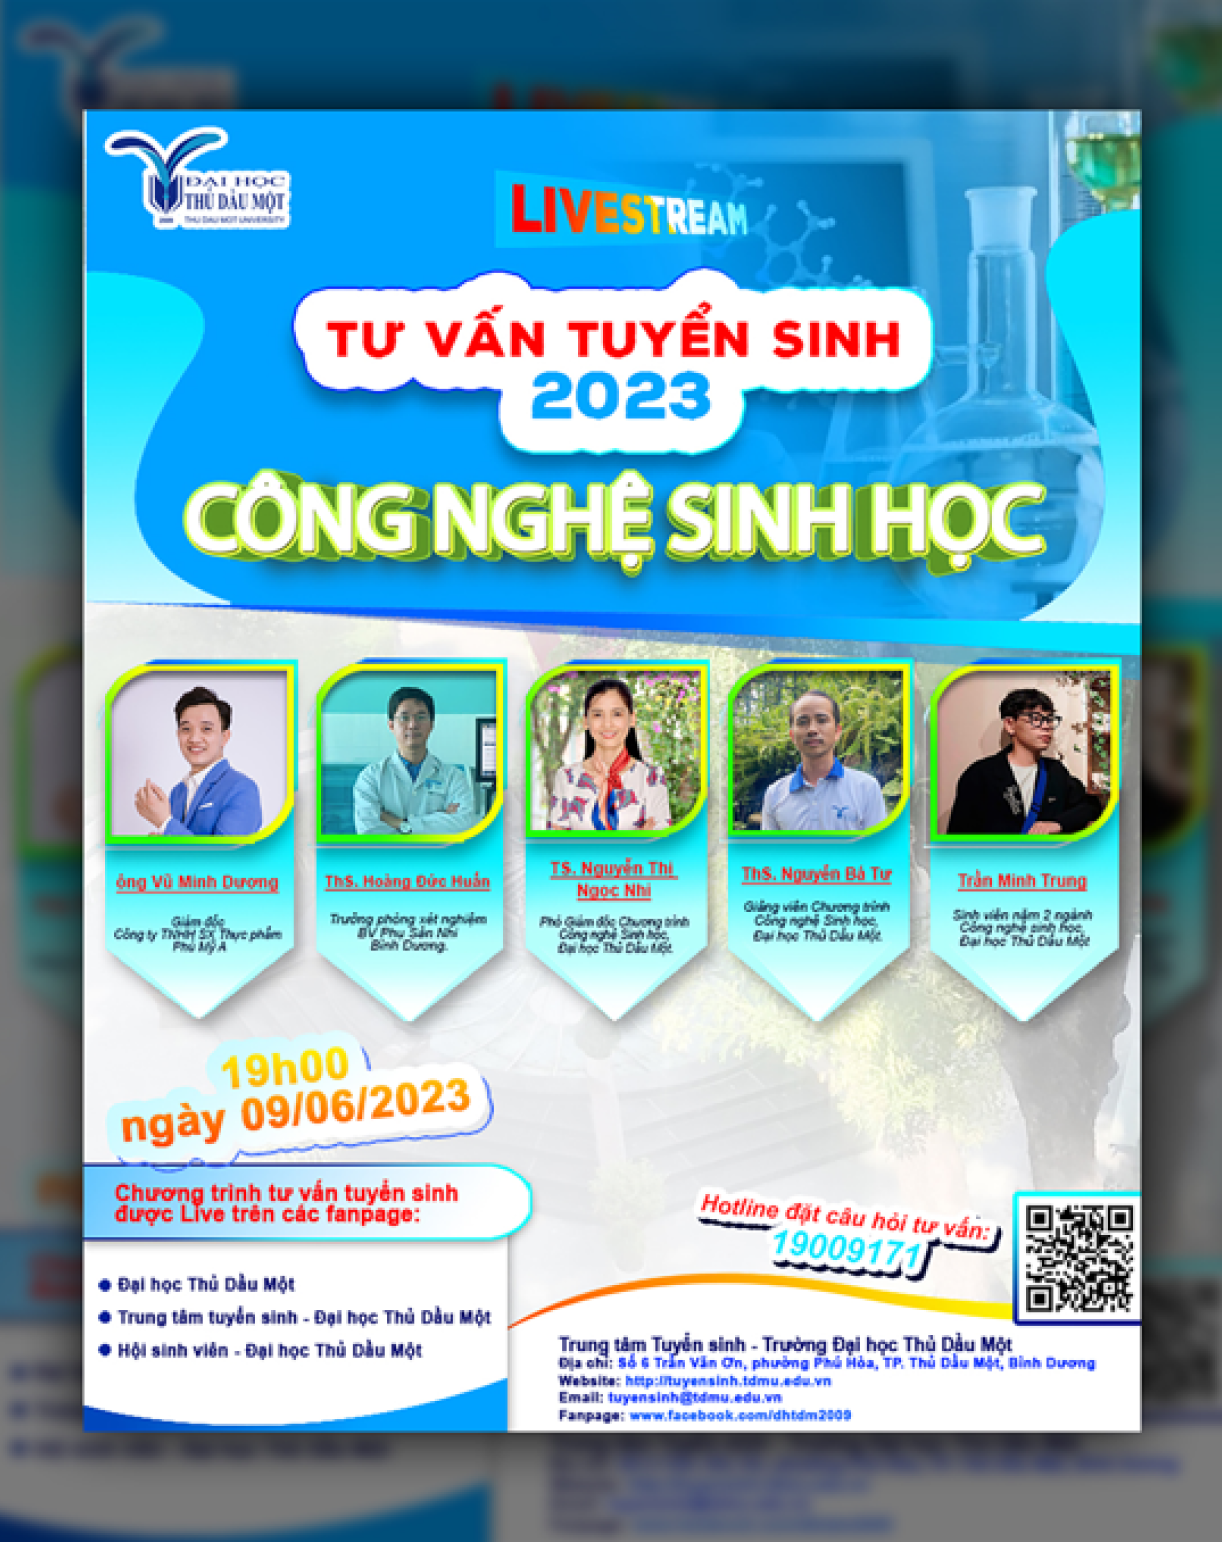 ĐẠI HỌC
THỦ DẦU MỘT
2009
THU DAU MOT UNIVERSITY
LIVESTREAM
TƯ VẤN TUYỂN SINH
2023
CÔNG NGHỆ SINH HỌC
ông Vũ Minh Dương
Giám đốc
Công ty TNHH SX Thực phẩm
Phú Mỹ A
ThS. Hoàng Đức Huấn
Trưởng phòng xét nghiệm
BV Phụ Sản Nhi
Bình Dương.
TS. Nguyễn Thị
Ngọc Nhi
Phó Giám đốc Chương trình
Công nghệ Sinh học,
Đại học Thủ Dầu Một.
ThS. Nguyễn Bá Tư
Giảng viên Chương trình
Công nghệ Sinh học,
Đại học Thủ Dầu Một.
Trần Minh Trung
Sinh viên năm 2 ngành
Công nghệ sinh học,
Đại học Thủ Dầu Một
19h00
ngày 09/06/2023
Chương trình tư vấn tuyển sinh
được Live trên các fanpage:
Đại học Thủ Dầu Một
Trung tâm tuyển sinh - Đại học Thủ Dầu Một
Hội sinh viên - Đại học Thủ Dầu Một
Hotline đặt câu hỏi tư vấn:
19009171
Trung tâm Tuyển sinh - Trường Đại học Thủ Dầu Một
Địa chỉ: Số 6 Trần Văn Ơn, phường Phú Hòa, TP. Thủ Dầu Một, Bình Dương
Website: http://tuyensinh.tdmu.edu.vn
Email: tuyensinh@tdmu.edu.vn
Fanpage: www.facebook.com/dhtdm2009